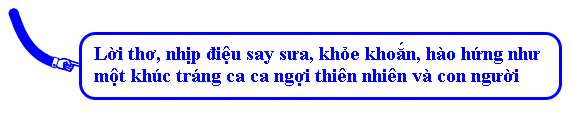 Lời thơ, nhịp điệu say sưa, khỏe khoắn, hào hứng như
một khúc tráng ca ca ngợi thiên nhiên và con người